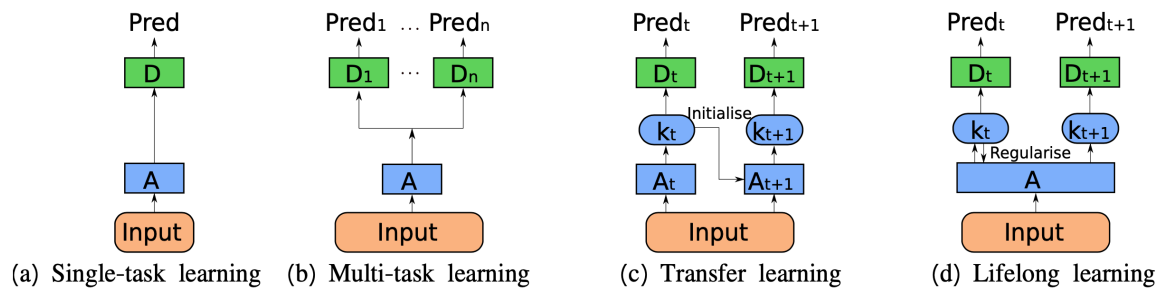 Pred
D
A
Input
(a) Single-task learning
Pred1 ... Predn
D1 ... Dn
A
Input
(b) Multi-task learning
Predt Predt+1
Dt Dt+1
Initialise
kt kt+1
At At+1
Input
(c) Transfer learning
Predt Predt+1
Dt Dt+1
kt kt+1
Regularise
A
Input
(d) Lifelong learning